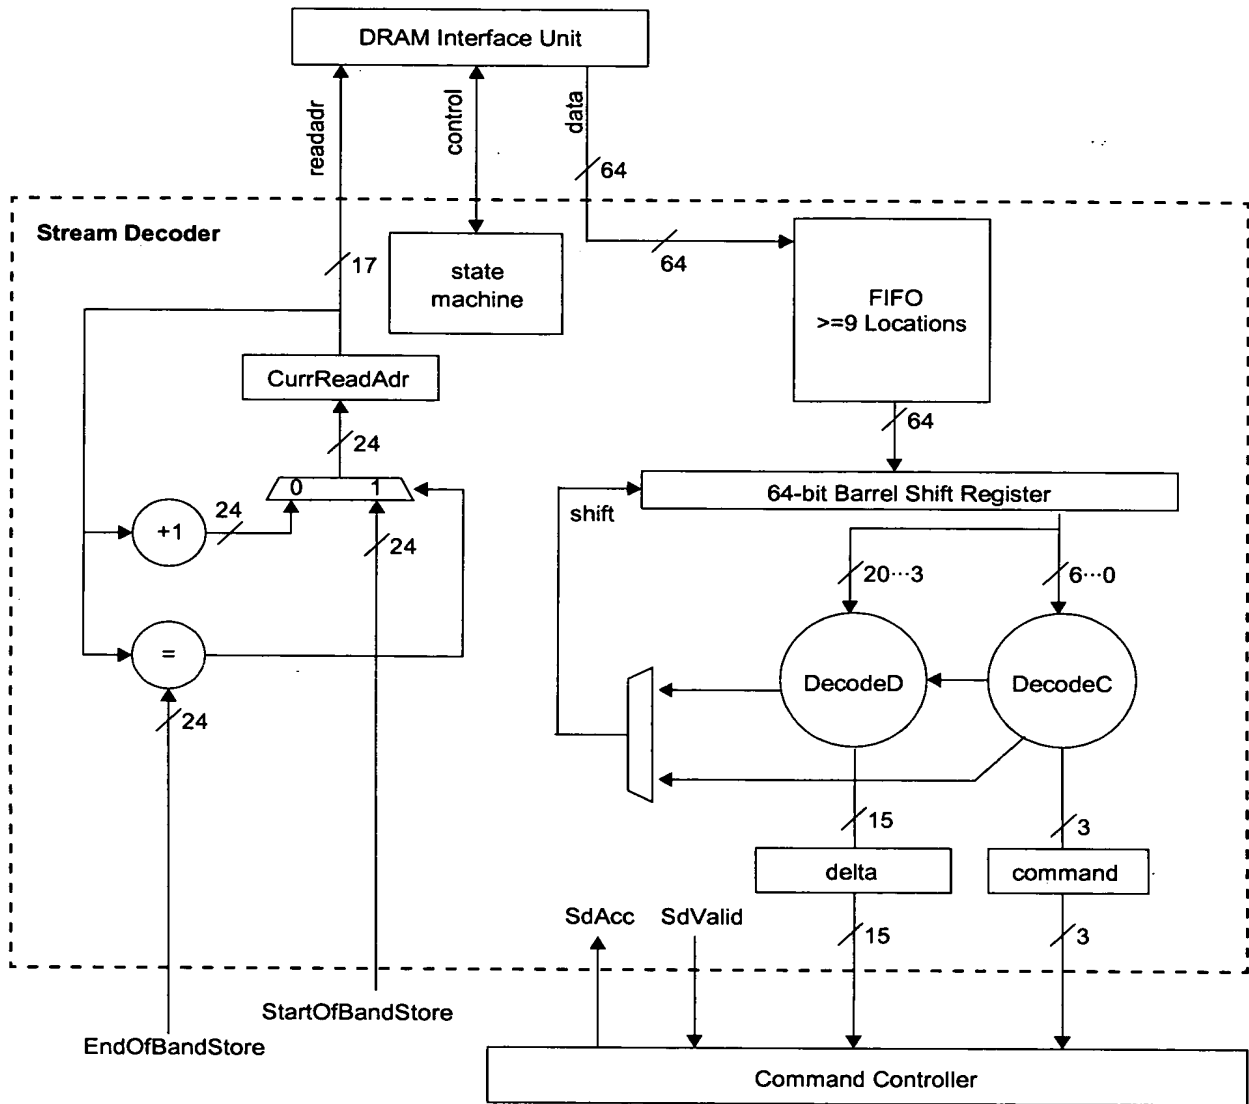 DRAM Interface Unit
readadr
control
data
64
Stream Decoder
17
state
machine
64
FIFO
>=9 Locations
CurrReadAdr
64
24
0 1
64-bit Barrel Shift Register
shift
+1
24
24
20···3
6···0
=
DecodeD
DecodeC
24
15
3
delta
command
SdAcc
SdValid
15
3
StartOfBandStore
EndOfBandStore
Command Controller